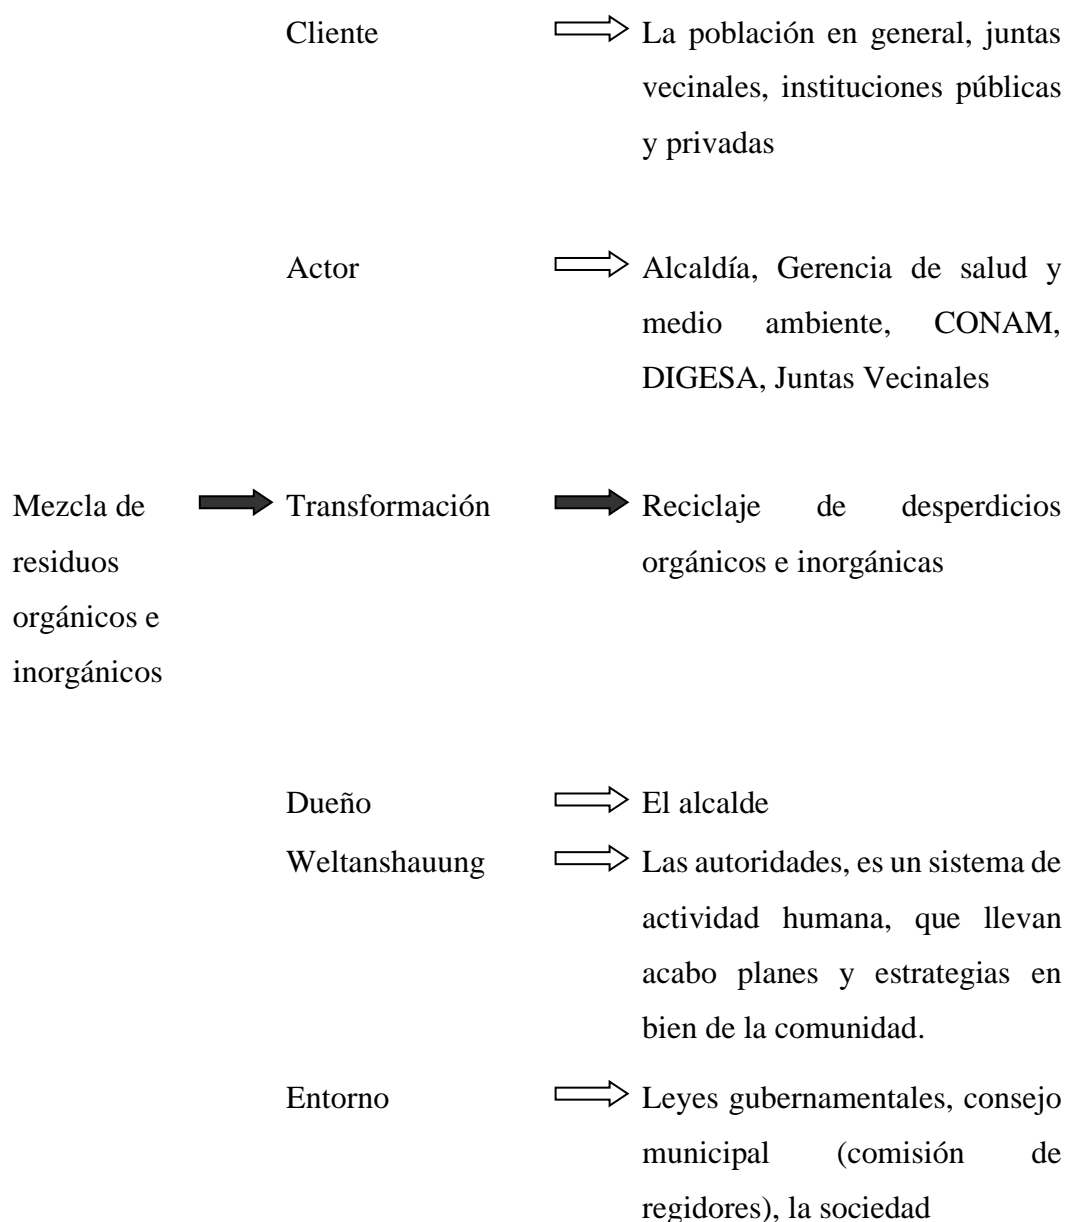 Cliente
La población en general, juntas
vecinales, instituciones públicas
y privadas
Actor
Alcaldía, Gerencia de salud y
medio ambiente, CONAM,
DIGESA, Juntas Vecinales
Mezcla de
residuos
orgánicos e
inorgánicos
Transformación
Reciclaje de desperdicios
orgánicos e inorgánicas
Dueño
El alcalde
Weltanshauung
Las autoridades, es un sistema de
actividad humana, que llevan
acabo planes y estrategias en
bien de la comunidad.
Entorno
Leyes gubernamentales, consejo
municipal (comisión de
regidores), la sociedad